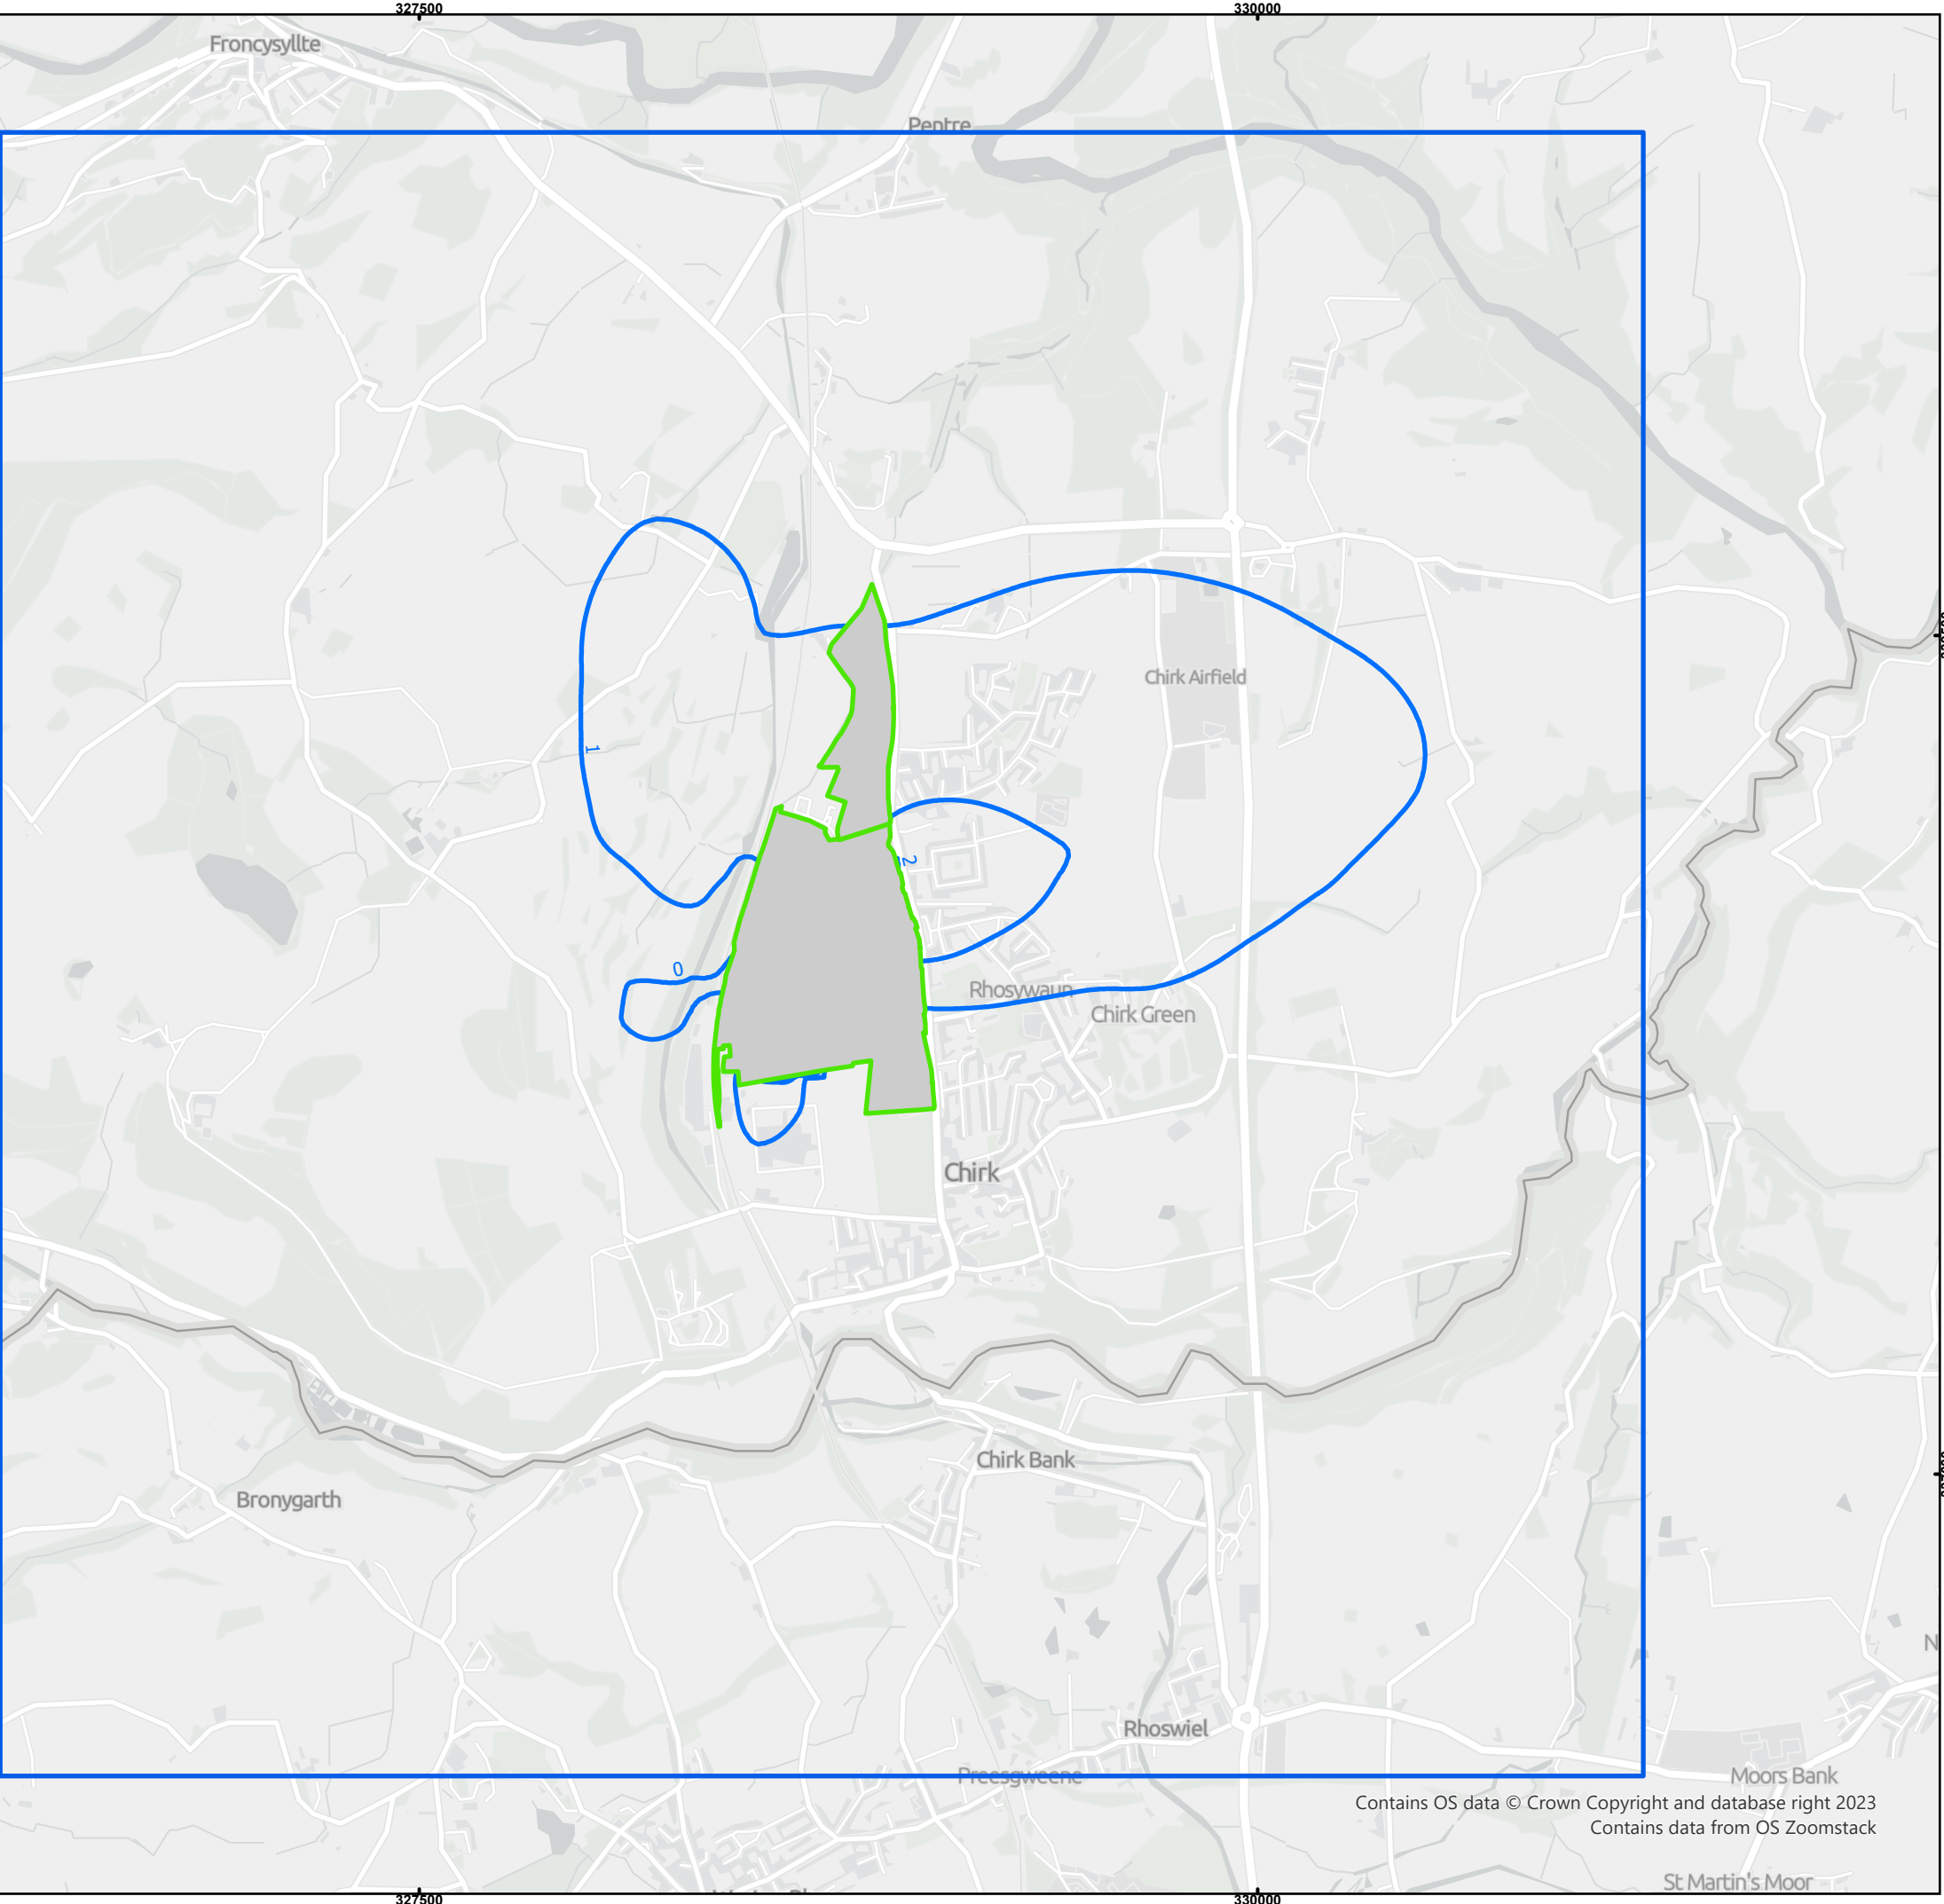 327500
330000
Froncysyllte
Pentre
Chirk Airfield
1
2
0
Rhosywaun
Chirk Green
Chirk
Chirk Bank
Bronygarth
N
Rhoswiel
Preesgweene
Moors Bank
Contains OS data © Crown Copyright and database right 2023
Contains data from OS Zoomstack
St Martin's Moor
327500
330000